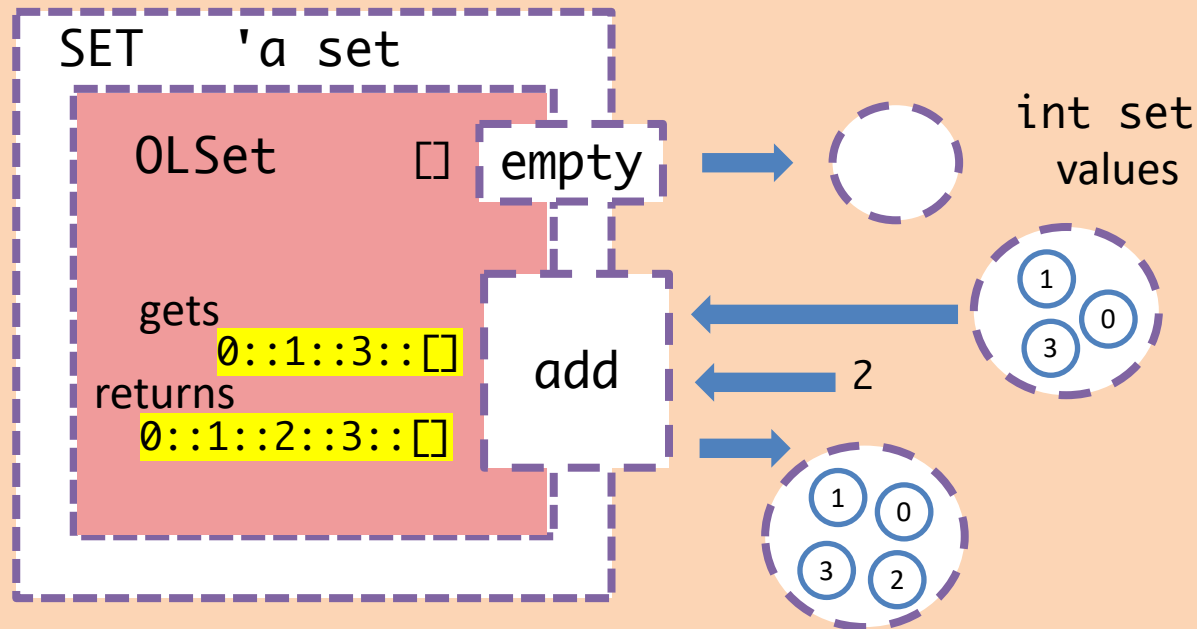 SET 'a set
OLSet [] empty
int set
values
gets
0::1::3::[]
returns
0::1::2::3::[]
add
2
1
0
3
1
0
3
2